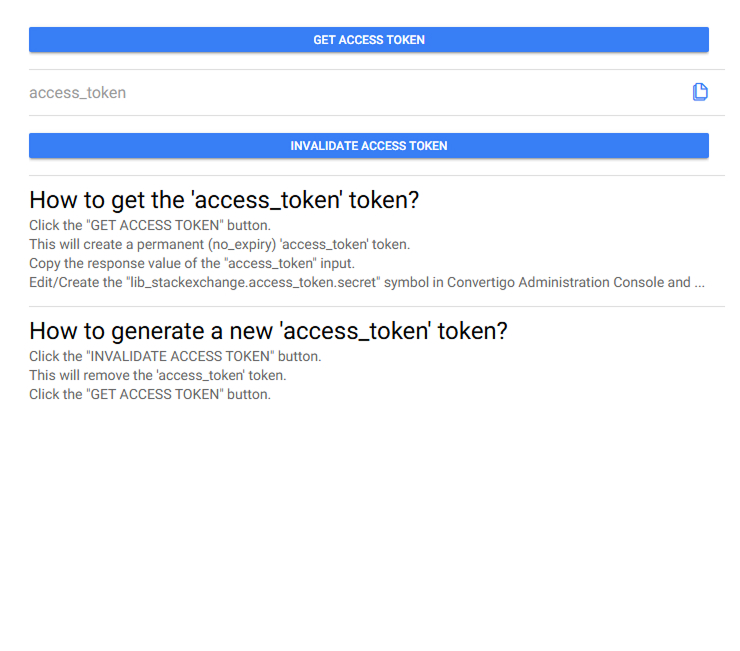 GET ACCESS TOKEN
access_token
INVALIDATE ACCESS TOKEN
How to get the 'access_token' token?
Click the "GET ACCESS TOKEN" button.
This will create a permanent (no_expiry) 'access_token' token.
Copy the response value of the "access_token" input.
Edit/Create the "lib_stackexchange.access_token.secret" symbol in Convertigo Administration Console and ...
How to generate a new 'access_token' token?
Click the "INVALIDATE ACCESS TOKEN" button.
This will remove the 'access_token' token.
Click the "GET ACCESS TOKEN" button.